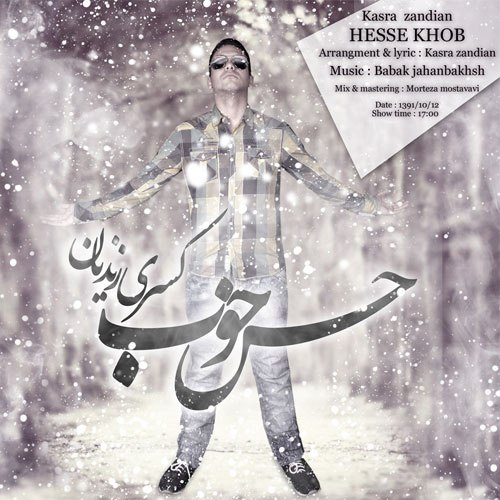 Kasra zandian
HESSE KHOB
Arrangment & lyric : Kasra zandian
Music : Babak jahanbakhsh
Mix & mastering : Morteza mostavavi
Date : 1391/10/12
Show time : 17:00
کسری زندیان
حس خوب